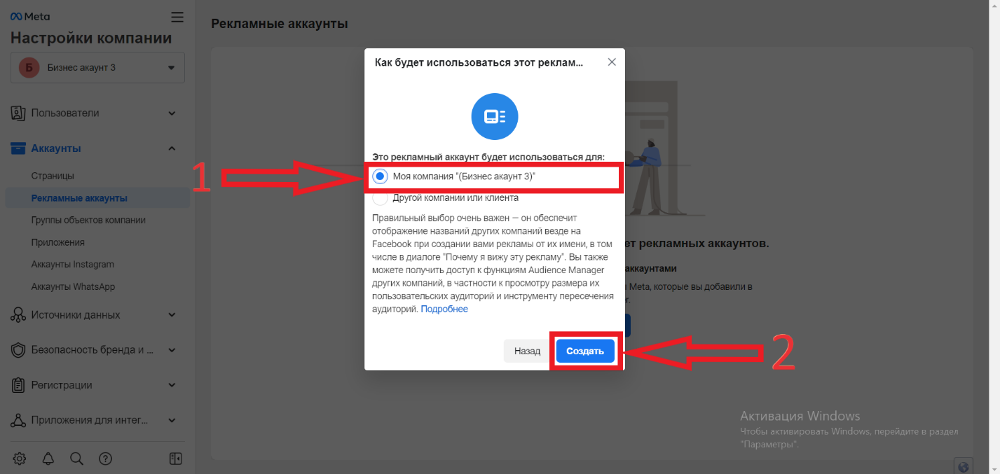 Meta
Настройки компании
Б
Бизнес акаунт 3
Пользователи
Аккаунты
Страницы
Рекламные аккаунты
Группы объектов компании
Приложения
Аккаунты Instagram
Аккаунты WhatsApp
Источники данных
Безопасность бренда и ...
Регистрации
Приложения для интег...
Рекламные аккаунты
Как будет использоваться этот реклам...
Это рекламный аккаунт будет использоваться для:
1
Моя компания "(Бизнес акаунт 3)"
Другой компании или клиента
Правильный выбор очень важен — он обеспечит
отображение названий других компаний везде на
Facebook при создании вами рекламы от их имени, в том
числе в диалоге "Почему я вижу эту рекламу". Вы также
можете получить доступ к функциям Audience Manager
других компаний, в частности к просмотру размера их
пользовательских аудиторий и инструменту пересечения
аудиторий. Подробнее
Назад
Создать
2
ет рекламных аккаунтов.
аккаунтами
Meta, которые вы добавили в
Активация Windows
Чтобы активировать Windows, перейдите в раздел
"Параметры".